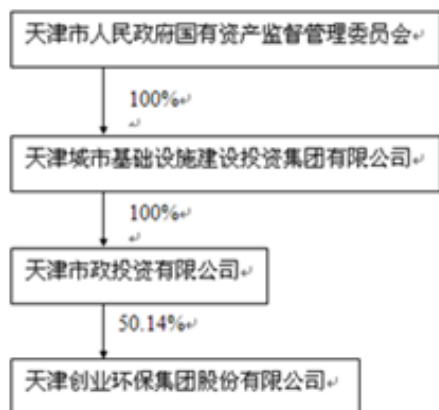 天津市人民政府国有资产监督管理委员会
100%
天津城市基础设施建设投资集团有限公司
100%
天津市政投资有限公司
50.14%
天津创业环保集团股份有限公司